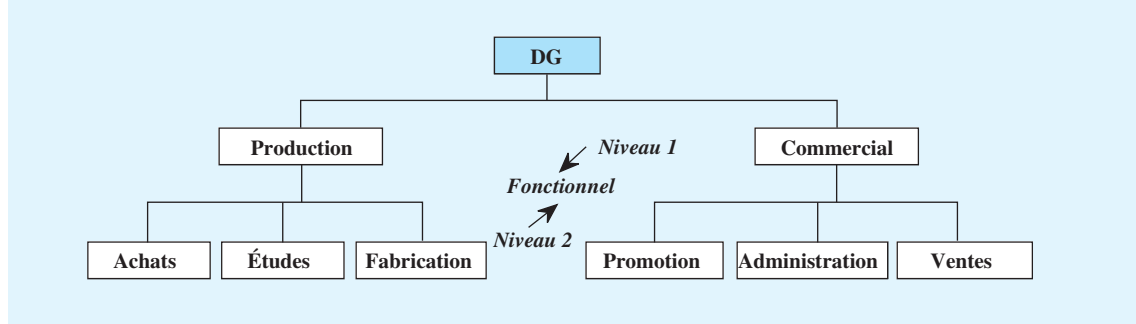 DG
Production
Niveau 1
Commercial
Fonctionnel
Niveau 2
Achats
Études
Fabrication
Promotion
Administration
Ventes